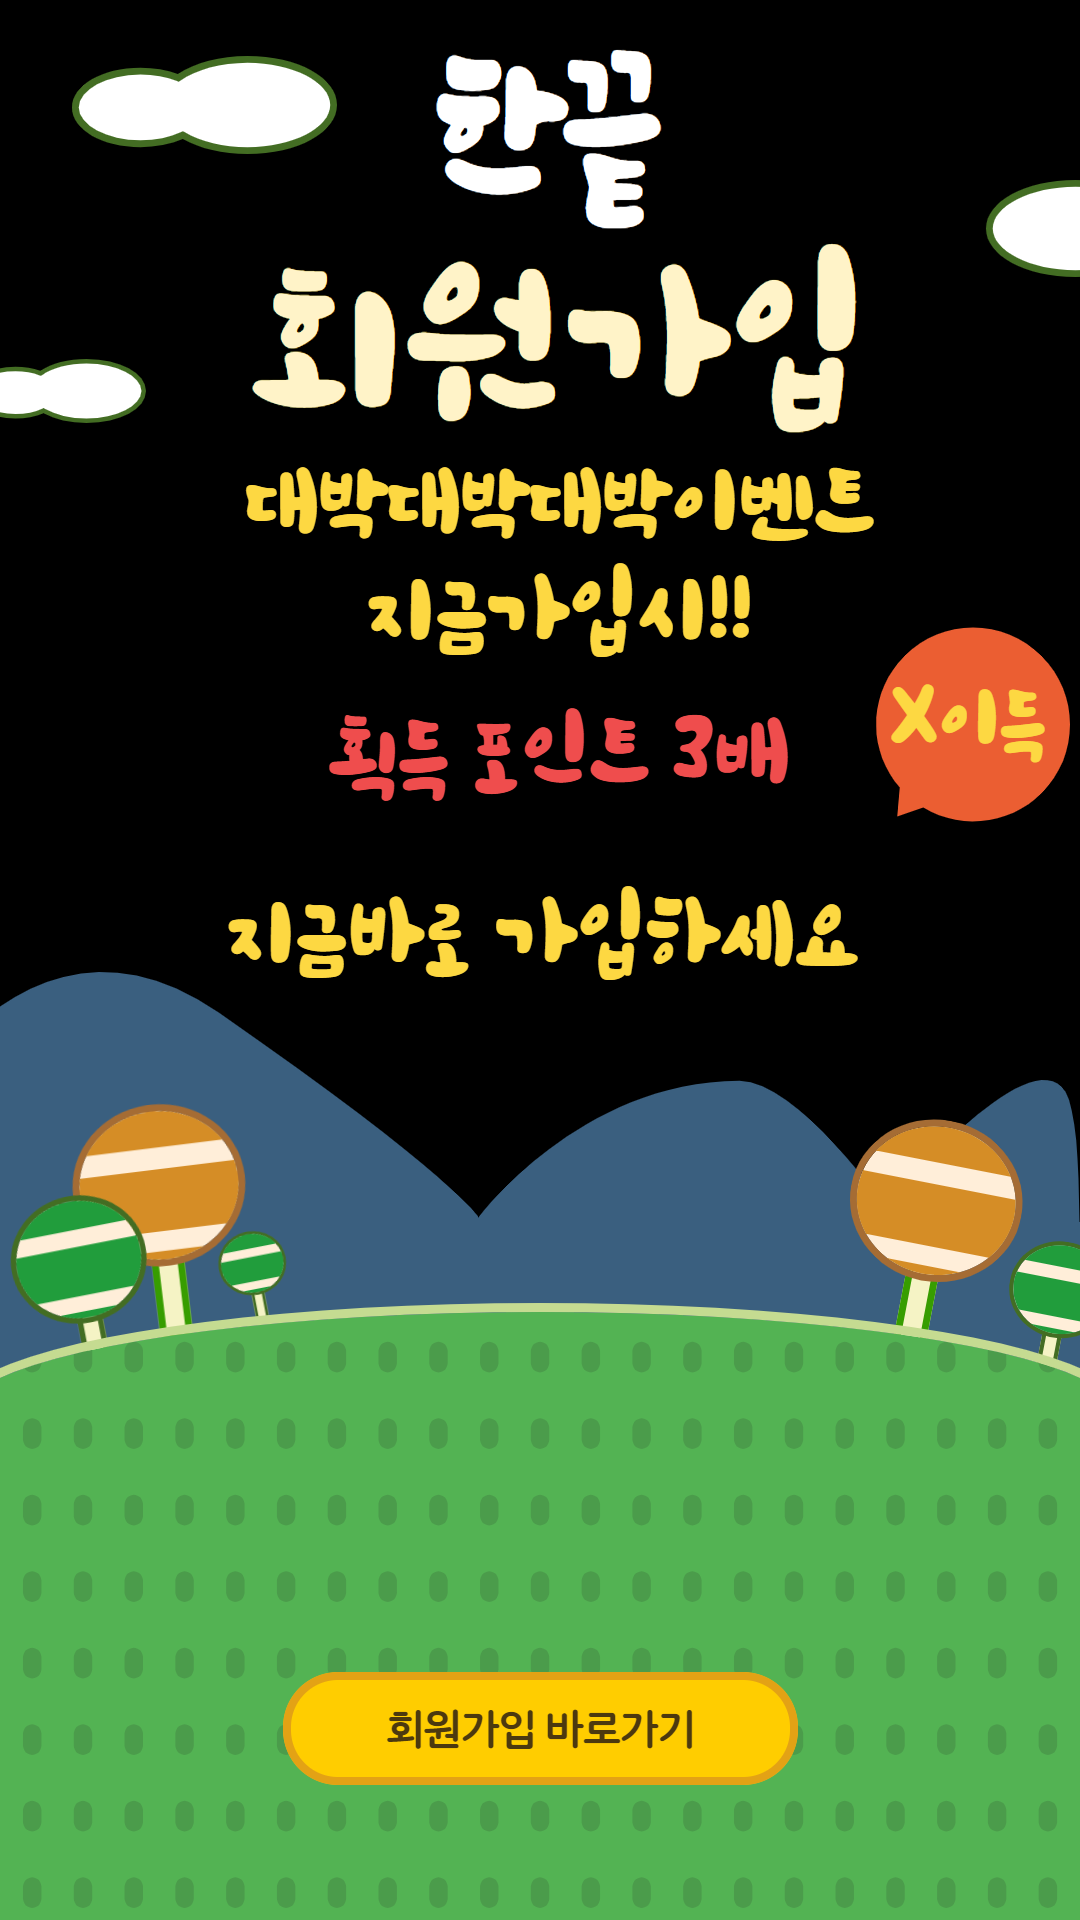 한끝
회원가입
대박대박대박이벤트
지금가입시!!
X이득
획득 포인트 3배
지금바로 가입하세요
회원가입 바로가기